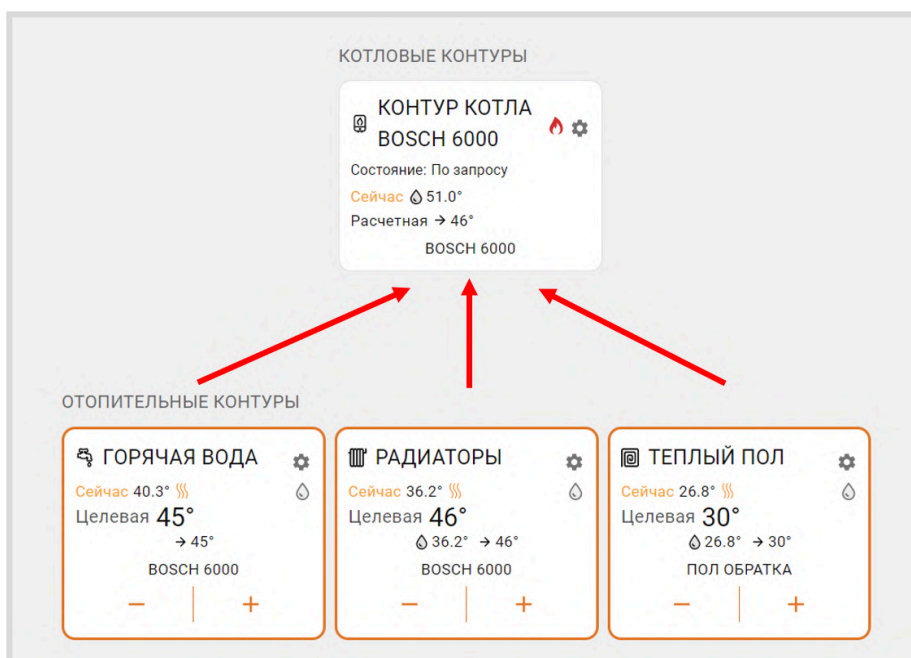 КОТЛОВЫЕ КОНТУРЫ
КОНТУР КОТЛА
BOSCH 6000
Состояние: По запросу
Сейчас 51.0°
Расчетная → 46°
BOSCH 6000
ОТОПИТЕЛЬНЫЕ КОНТУРЫ
ГОРЯЧАЯ ВОДА
Сейчас 40.3°
Целевая 45°
→ 45°
BOSCH 6000
− +
РАДИАТОРЫ
Сейчас 36.2°
Целевая 46°
36.2° → 46°
BOSCH 6000
− +
ТЕПЛЫЙ ПОЛ
Сейчас 26.8°
Целевая 30°
26.8° → 30°
ПОЛ ОБРАТКА
− +